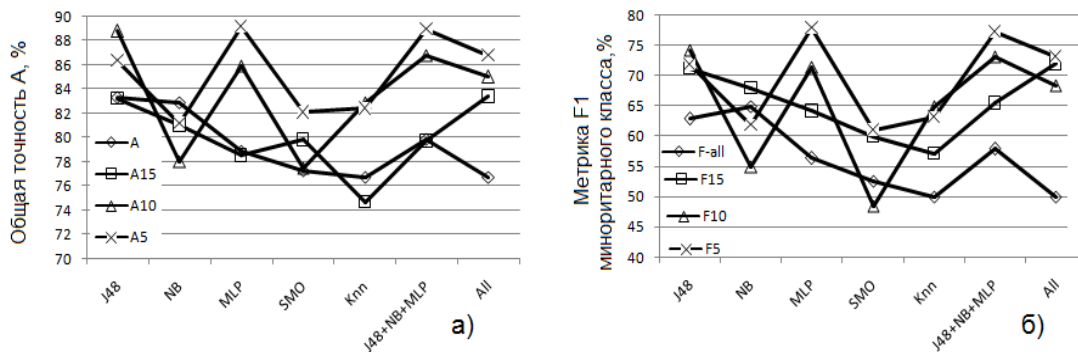 Общая точность A, %
90
88
86
84
82
80
78
76
74
72
70
A
A15
A10
A5
J48
NB
MLP
SMO
Knn
J48+NB+MLP
All
а)
Метрика F1
миноритарного класса,%
80
75
70
65
60
55
50
45
40
F-all
F15
F10
F5
J48
NB
MLP
SMO
Knn
J48+NB+MLP
All
б)